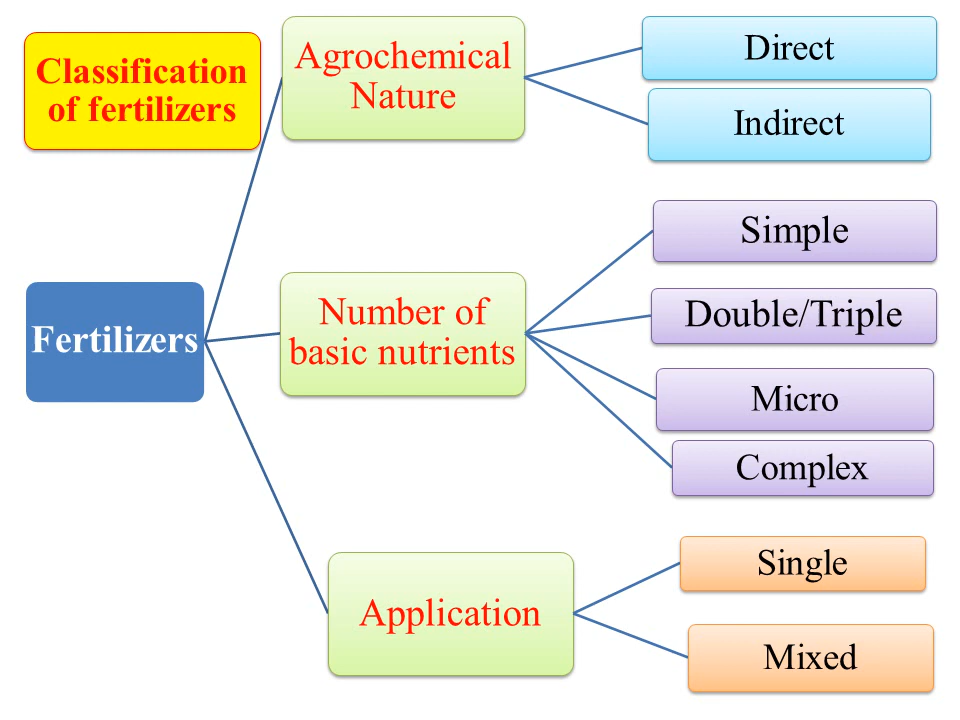 Classification
of fertilizers
Agrochemical
Nature
Direct
Indirect
Fertilizers
Number of
basic nutrients
Simple
Double/Triple
Micro
Complex
Application
Single
Mixed